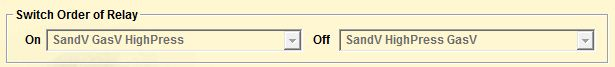 Switch Order of Relay
On SandV GasV HighPress Off SandV HighPress GasV